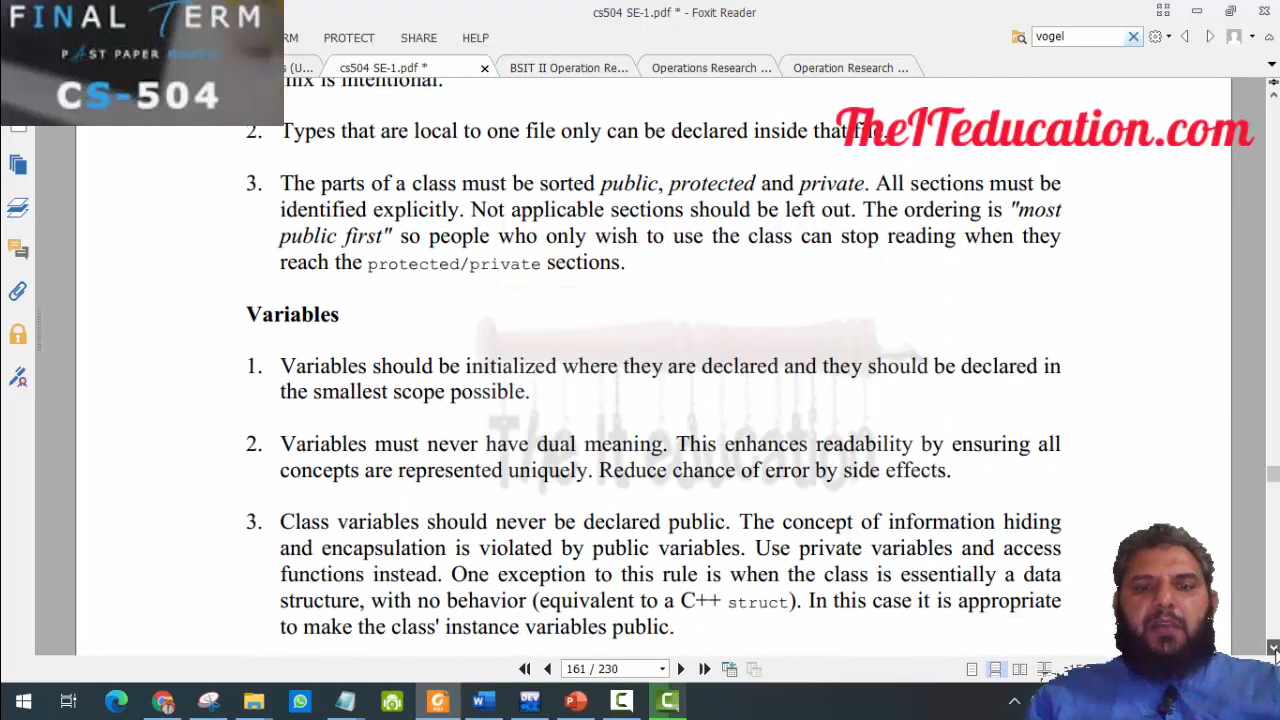 FINAL TERM
PAST PAPER
CS-504
cs504 SE-1.pdf * - Foxit Reader
RM PROTECT SHARE HELP
vogel
s (U... cs504 SE-1.pdf * BSIT II Operation Re... Operations Research ... Operation Research ...
mix is intentional.
TheITeducation.com
2. Types that are local to one file only can be declared inside that file.
3. The parts of a class must be sorted public, protected and private. All sections must be
identified explicitly. Not applicable sections should be left out. The ordering is "most
public first" so people who only wish to use the class can stop reading when they
reach the protected/private sections.
Variables
1. Variables should be initialized where they are declared and they should be declared in
the smallest scope possible.
2. Variables must never have dual meaning. This enhances readability by ensuring all
concepts are represented uniquely. Reduce chance of error by side effects.
The It education
3. Class variables should never be declared public. The concept of information hiding
and encapsulation is violated by public variables. Use private variables and access
functions instead. One exception to this rule is when the class is essentially a data
structure, with no behavior (equivalent to a C++ struct). In this case it is appropriate
to make the class' instance variables public.
161 / 230